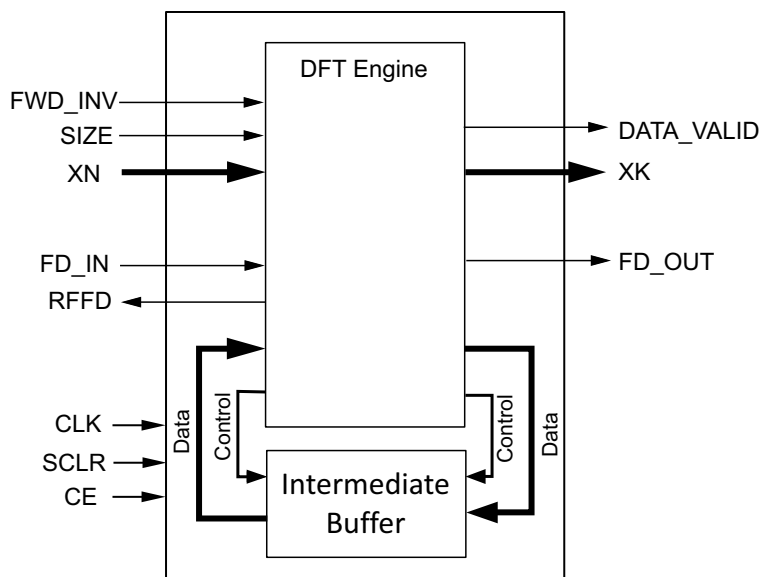 DFT Engine
FWD_INV
SIZE
XN
FD_IN
RFFD
DATA_VALID
XK
FD_OUT
CLK
SCLR
CE
Data
Control
Control
Data
Intermediate
Buffer